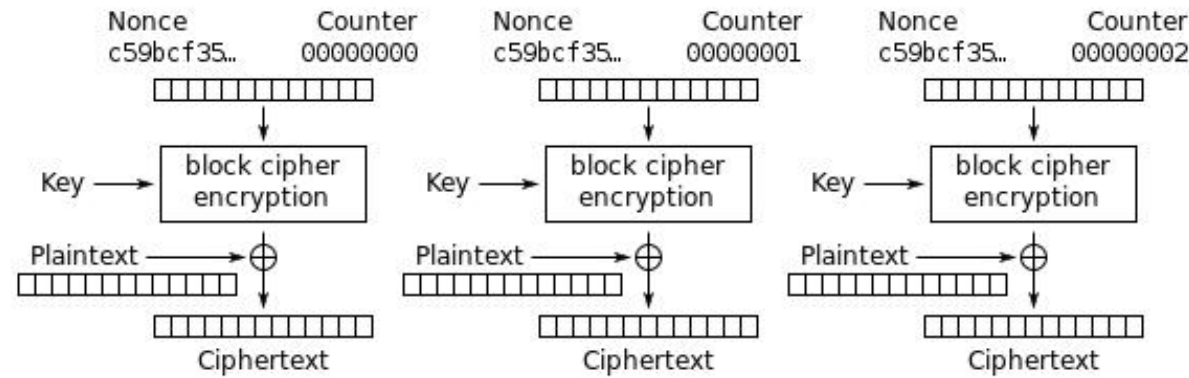 Nonce Counter Nonce Counter Nonce Counter
c59bcf35… 00000000 c59bcf35… 00000001 c59bcf35… 00000002
block cipher block cipher block cipher
Key Key Key
encryption encryption encryption
Plaintext Plaintext Plaintext
Ciphertext Ciphertext Ciphertext